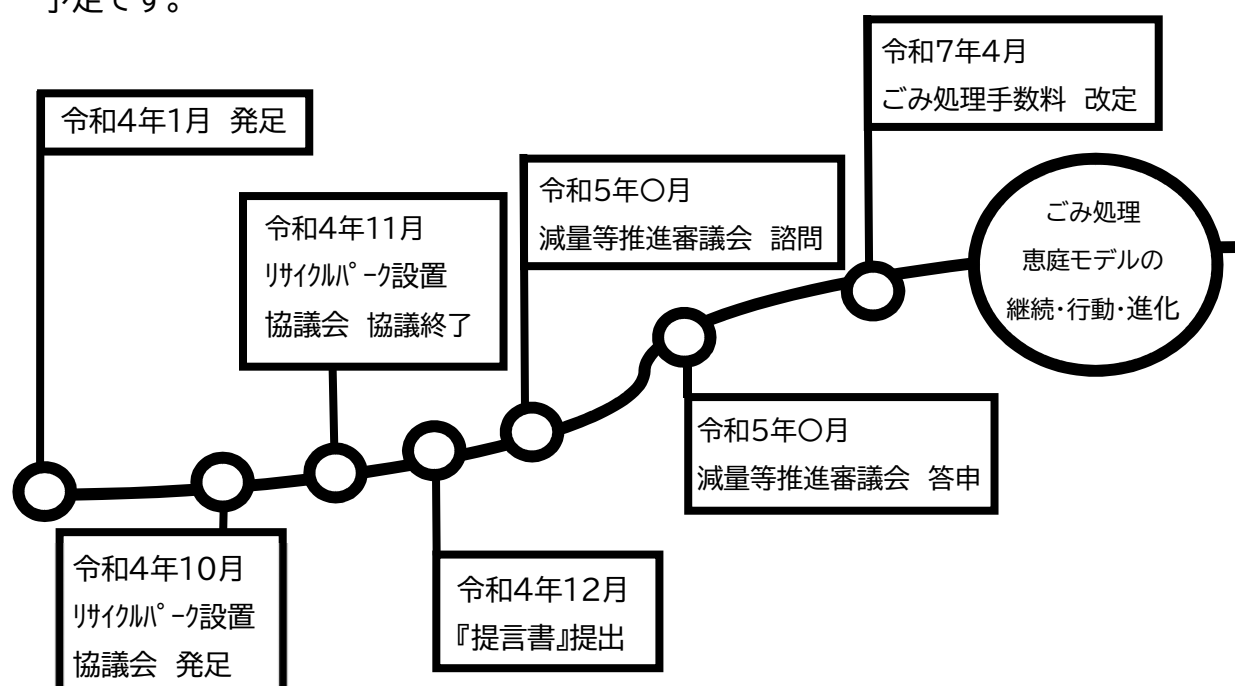 予定です。
令和4年1月 発足
令和4年10月
ﾘｻｲｸﾙﾊﾟｰｸ設置
協議会 発足
令和4年11月
ﾘｻｲｸﾙﾊﾟｰｸ設置
協議会 協議終了
令和4年12月
『提言書』提出
令和5年〇月
減量等推進審議会 諮問
令和5年〇月
減量等推進審議会 答申
令和7年4月
ごみ処理手数料 改定
ごみ処理
恵庭モデルの
継続・行動・進化